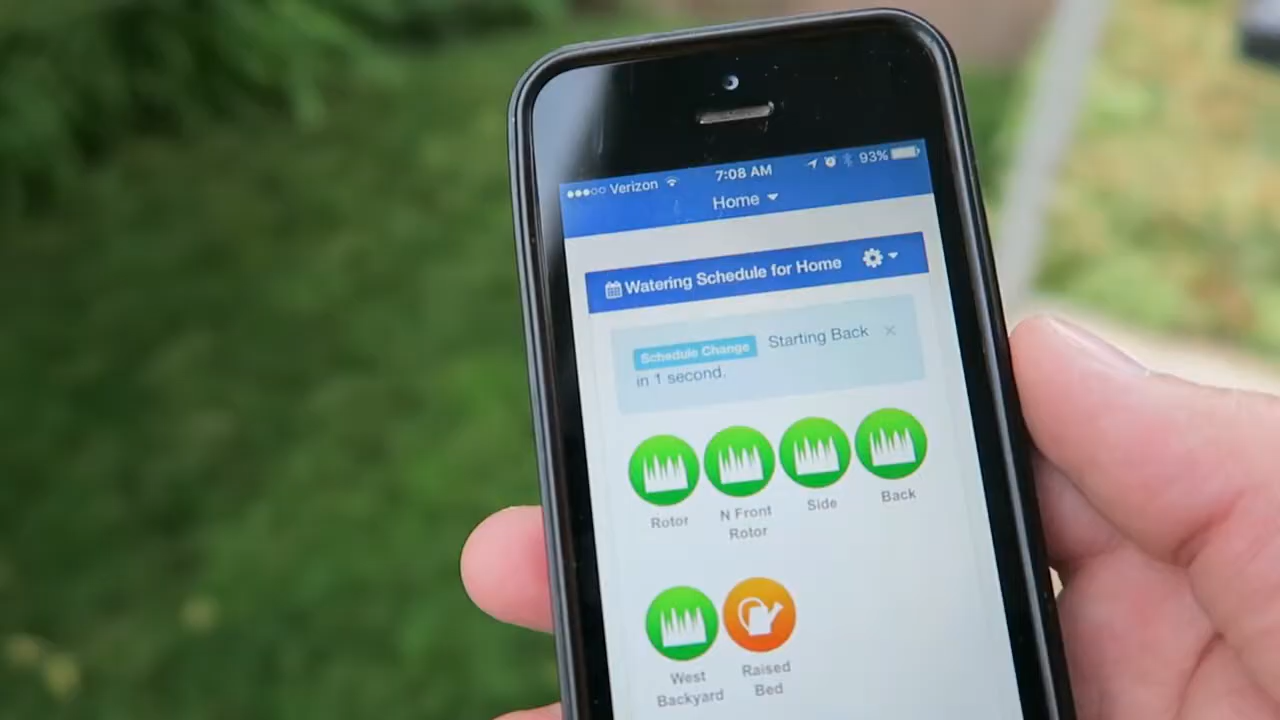 Verizon 7:08 AM 93%
Home
Watering Schedule for Home
Schedule Change Starting Back
in 1 second.
Rotor N Front Rotor Side Back
West Backyard Raised Bed